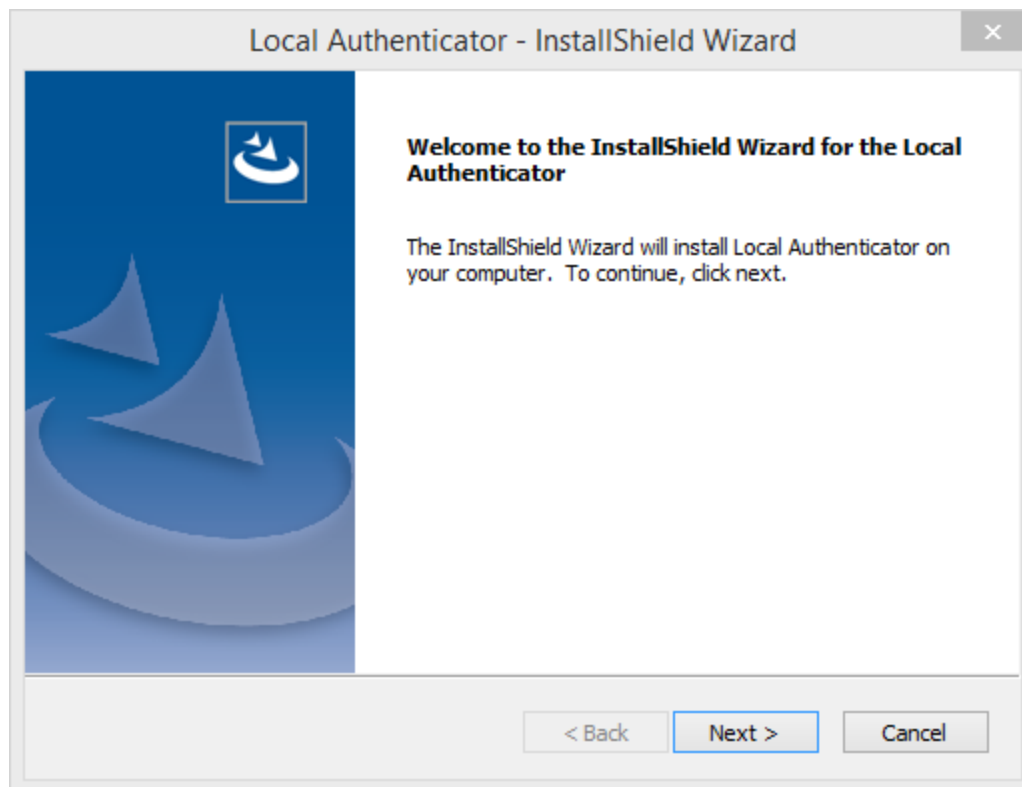 Local Authenticator - InstallShield Wizard
Welcome to the InstallShield Wizard for the Local
Authenticator
The InstallShield Wizard will install Local Authenticator on
your computer.  To continue, click next.
< Back
Next >
Cancel